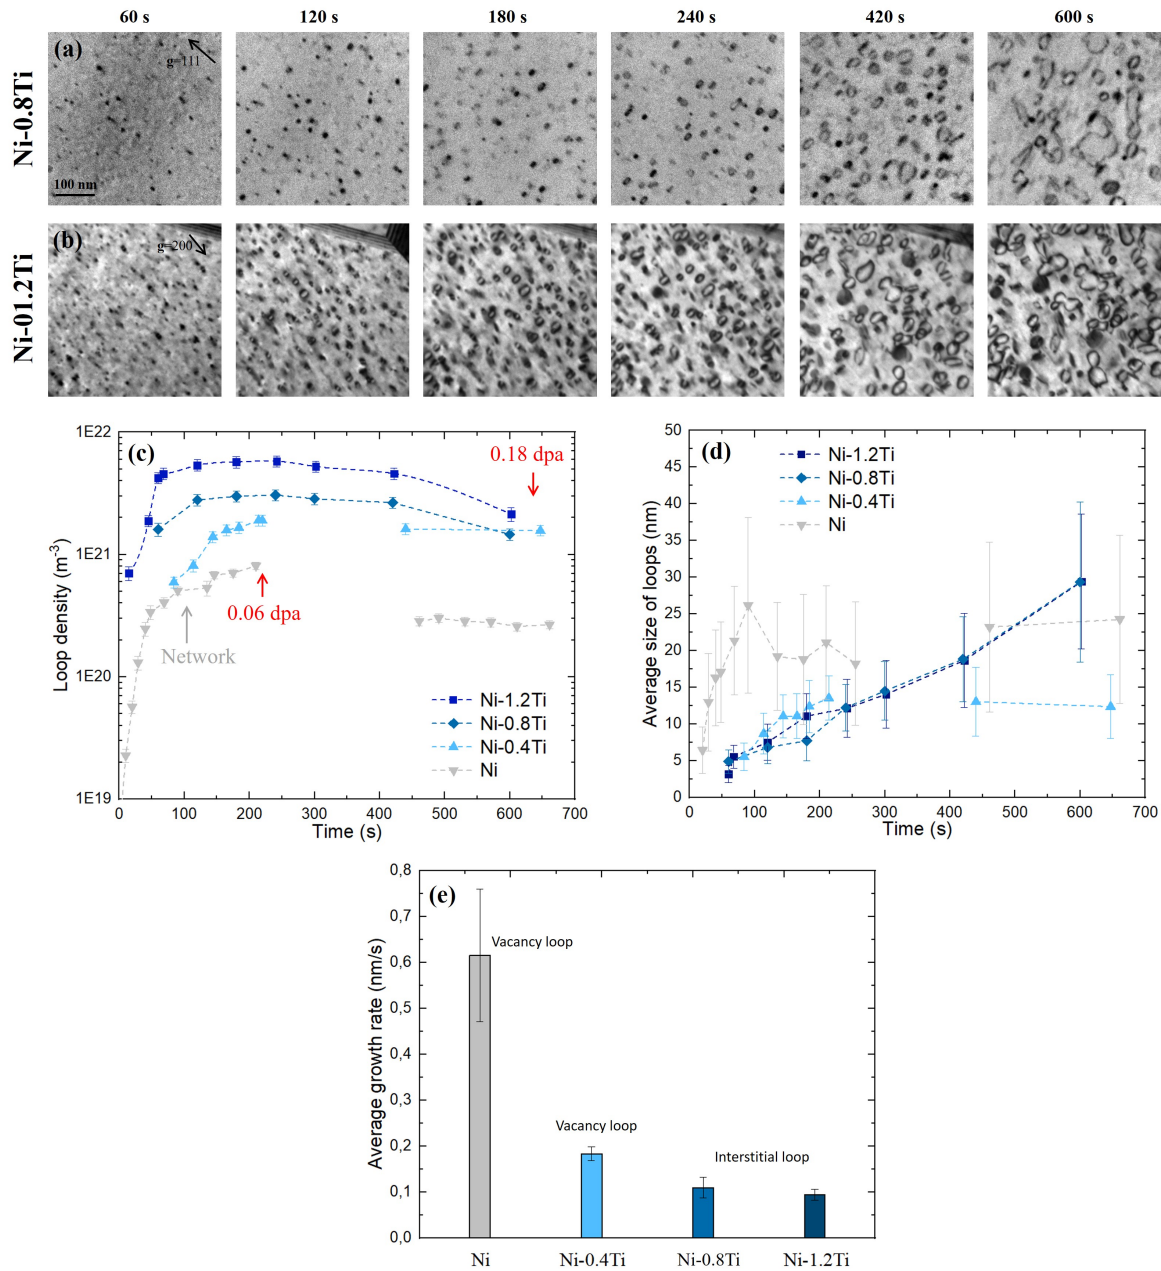 60 s 120 s 180 s 240 s 420 s 600 s
Ni-0.8Ti
(a)
g=111
100 nm
Ni-01.2Ti
(b)
g=200
(c)
Loop density (m-3)
1E22
1E21
1E20
1E19
0.18 dpa
0.06 dpa
Network
Ni-1.2Ti
Ni-0.8Ti
Ni-0.4Ti
Ni
0 100 200 300 400 500 600 700
Time (s)
(d)
Average size of loops (nm)
50
45
40
35
30
25
20
15
10
5
0
Ni-1.2Ti
Ni-0.8Ti
Ni-0.4Ti
Ni
0 100 200 300 400 500 600 700
Time (s)
(e)
Average growth rate (nm/s)
0,8
0,7
0,6
0,5
0,4
0,3
0,2
0,1
0,0
Vacancy loop
Vacancy loop
Interstitial loop
Ni Ni-0.4Ti Ni-0.8Ti Ni-1.2Ti